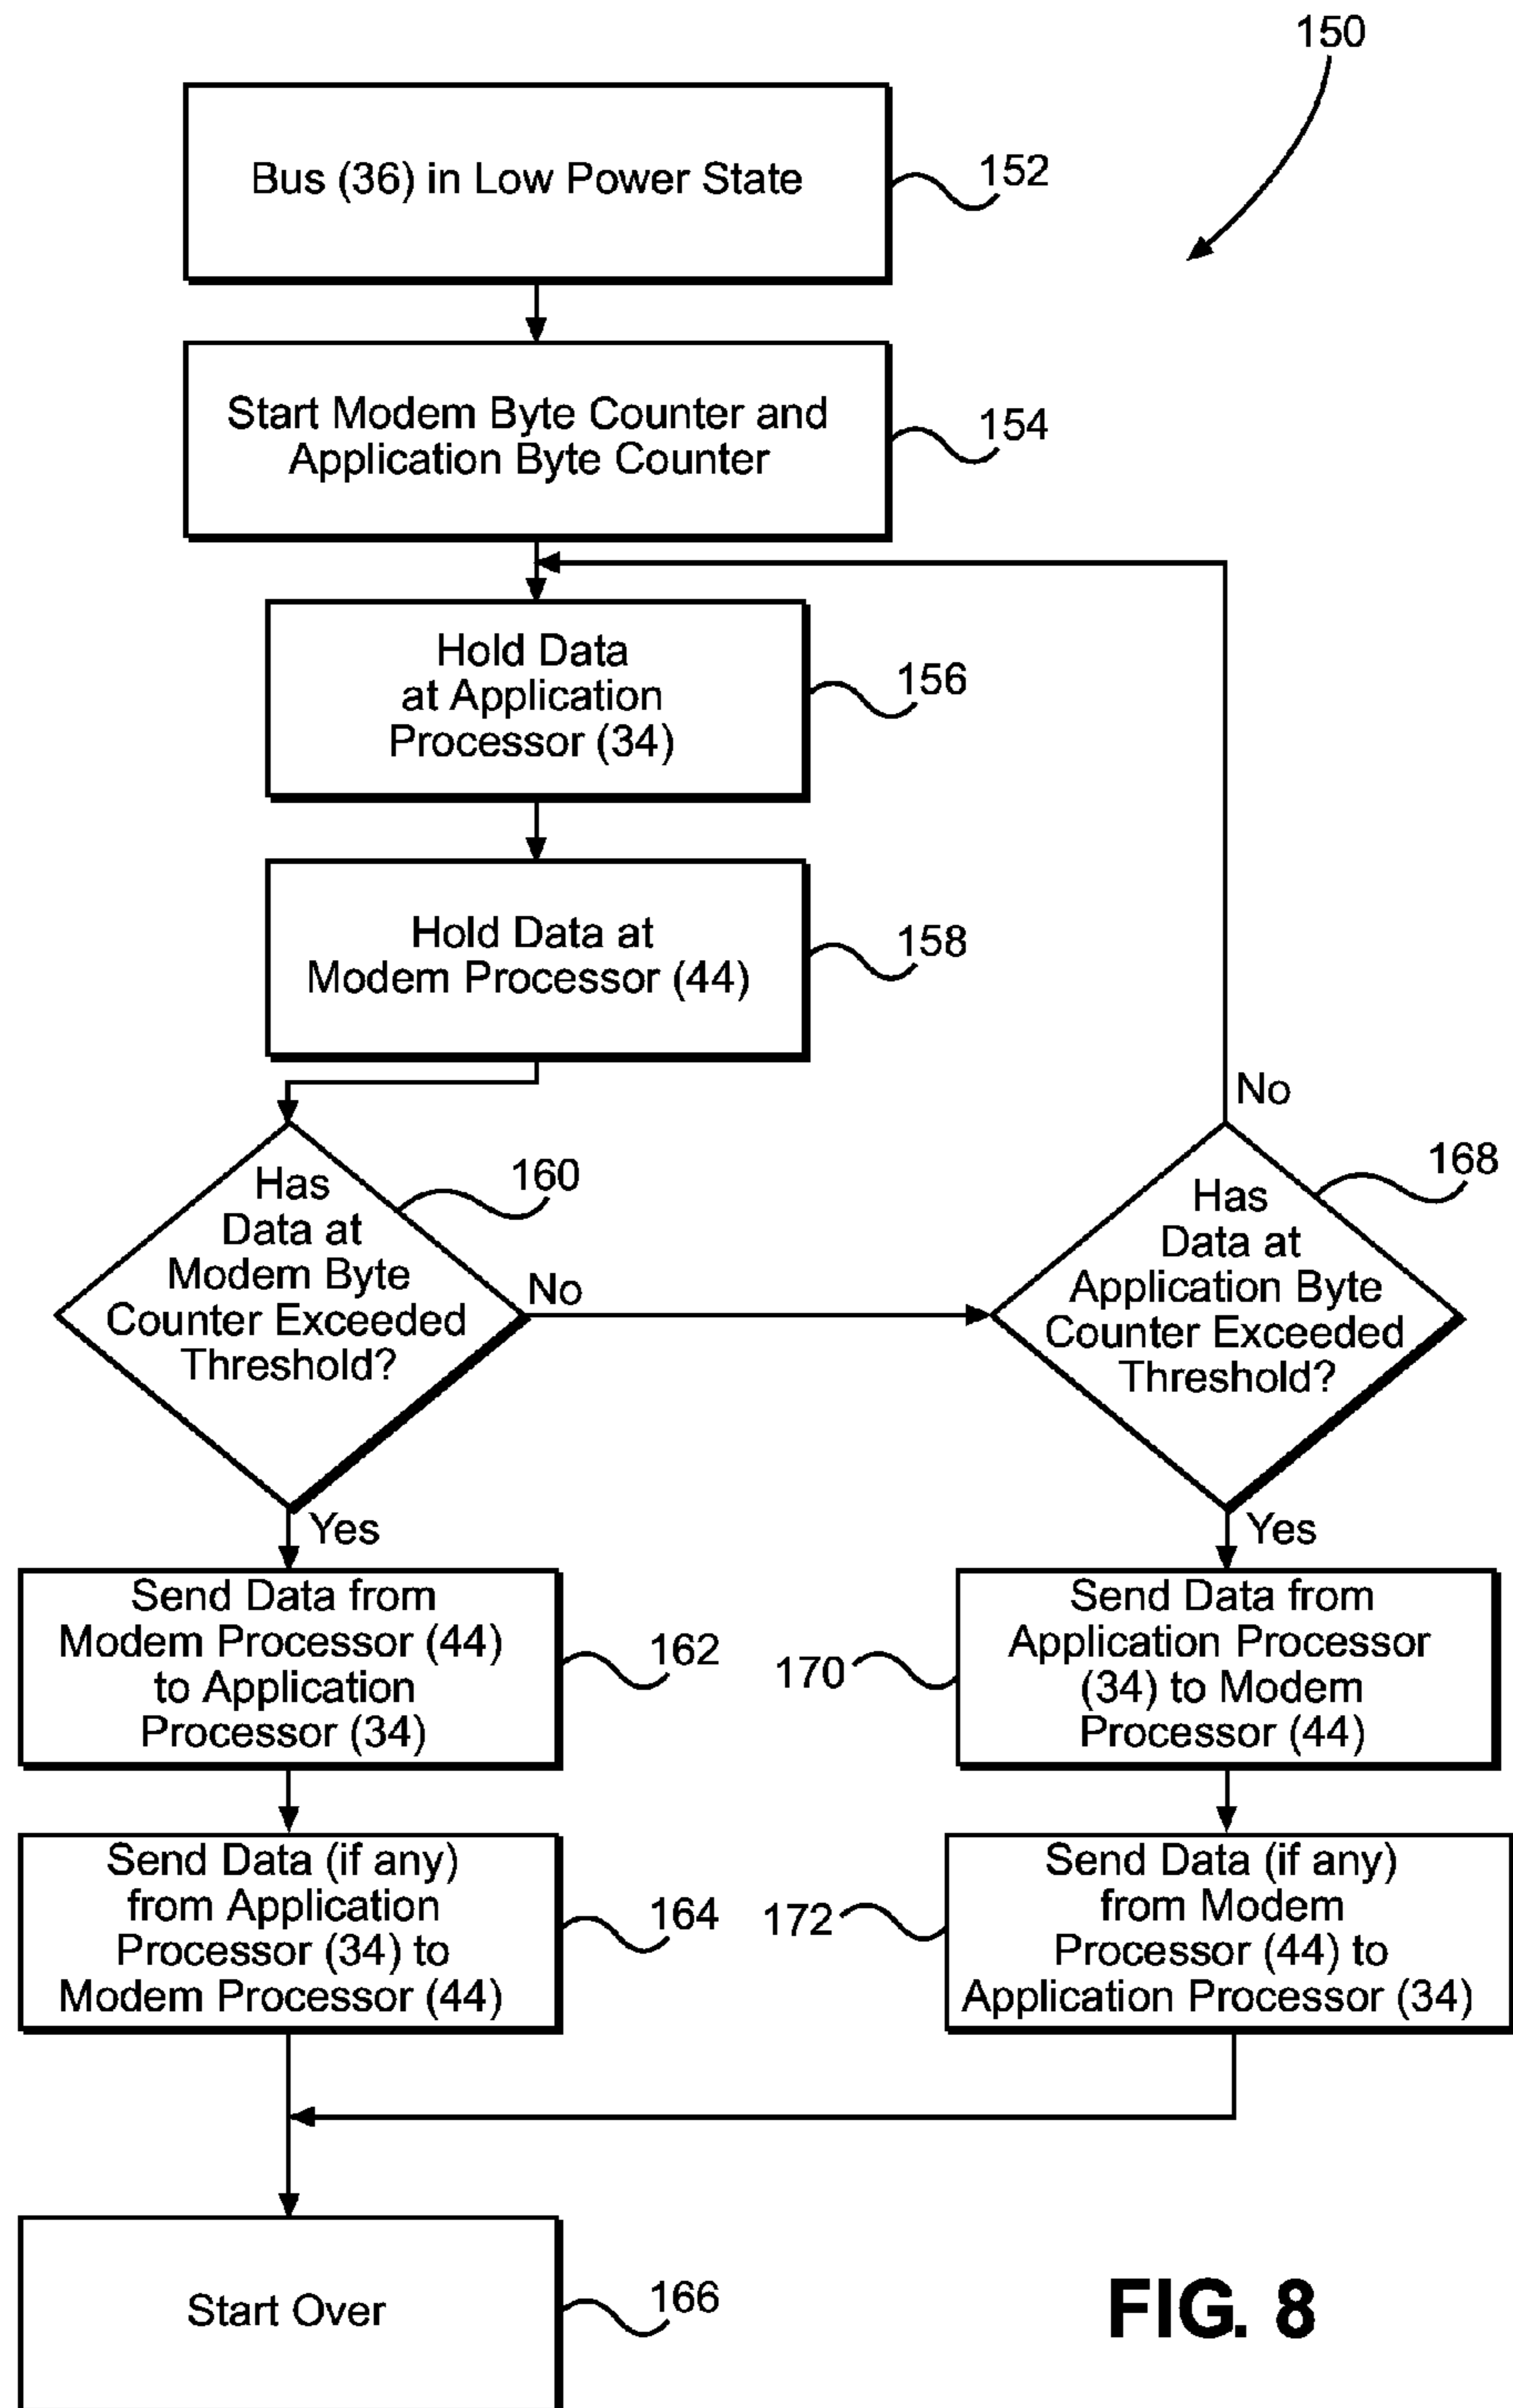 150
Bus (36) in Low Power State
152
Start Modem Byte Counter and
Application Byte Counter
154
Hold Data
at Application
Processor (34)
156
Hold Data at
Modem Processor (44)
158
Has
Data at
Modem Byte
Counter Exceeded
Threshold?
160
No
Yes
Has
Data at
Application Byte
Counter Exceeded
Threshold?
168
No
Yes
Send Data from
Modem Processor (44)
to Application
Processor (34)
162
Send Data from
Application Processor
(34) to Modem
Processor (44)
170
Send Data (if any)
from Application
Processor (34) to
Modem Processor (44)
164
Send Data (if any)
from Modem
Processor (44) to
Application Processor (34)
172
Start Over
166
FIG. 8